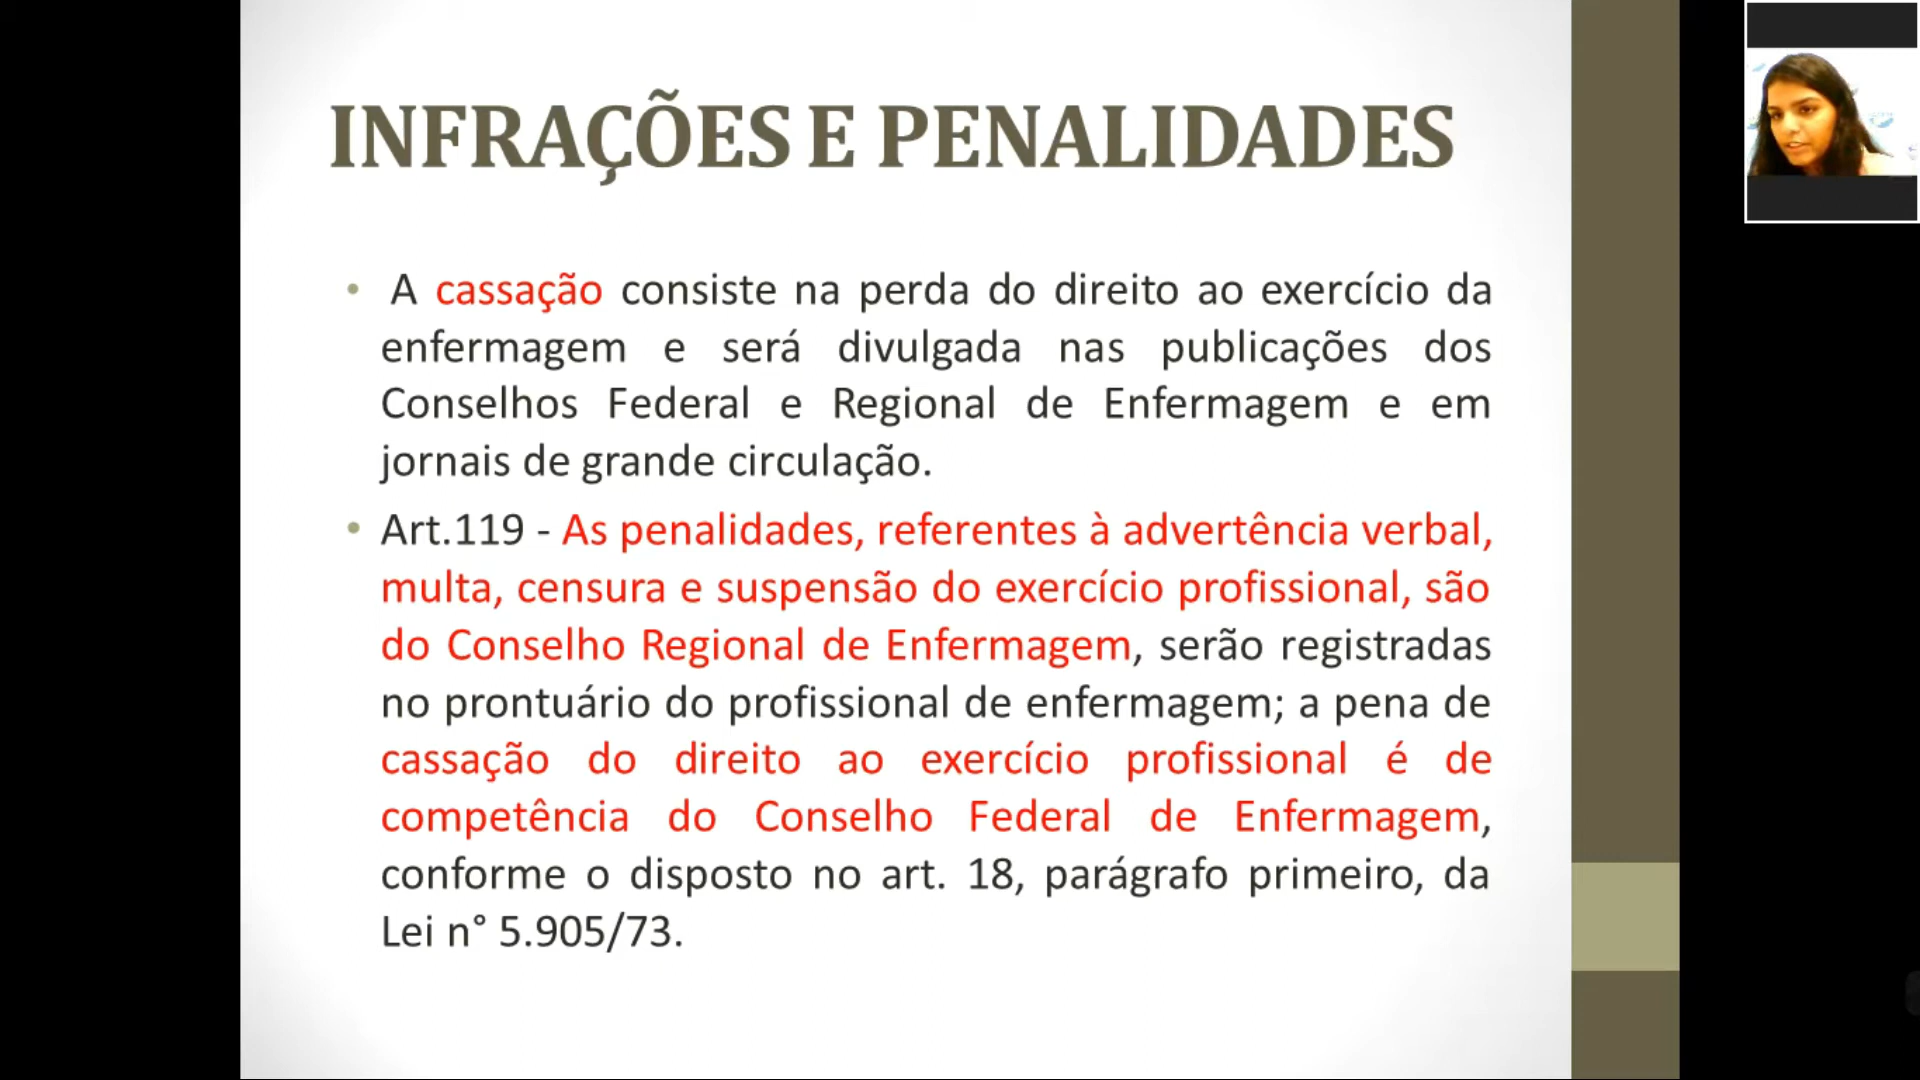 INFRAÇÕES E PENALIDADES
• A cassação consiste na perda do direito ao exercício da
enfermagem e será divulgada nas publicações dos
Conselhos Federal e Regional de Enfermagem e em
jornais de grande circulação.
• Art.119 - As penalidades, referentes à advertência verbal,
multa, censura e suspensão do exercício profissional, são
do Conselho Regional de Enfermagem, serão registradas
no prontuário do profissional de enfermagem; a pena de
cassação do direito ao exercício profissional é de
competência do Conselho Federal de Enfermagem,
conforme o disposto no art. 18, parágrafo primeiro, da
Lei n° 5.905/73.